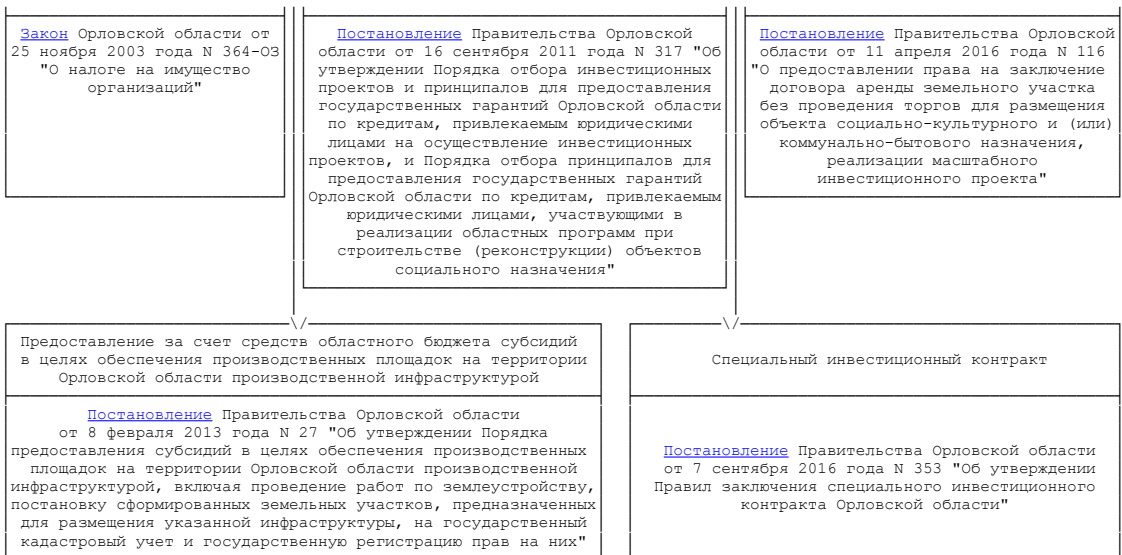 Закон Орловской области от
25 ноября 2003 года N 364-ОЗ
"О налоге на имущество
организаций"
Постановление Правительства Орловской
области от 16 сентября 2011 года N 317 "Об
утверждении Порядка отбора инвестиционных
проектов и принципалов для предоставления
государственных гарантий Орловской области
по кредитам, привлекаемым юридическими
лицами на осуществление инвестиционных
проектов, и Порядка отбора принципалов для
предоставления государственных гарантий
Орловской области по кредитам, привлекаемым
юридическими лицами, участвующими в
реализации областных программ при
строительстве (реконструкции) объектов
социального назначения"
Постановление Правительства Орловской
области от 11 апреля 2016 года N 116
"О предоставлении права на заключение
договора аренды земельного участка
без проведения торгов для размещения
объекта социально-культурного и (или)
коммунально-бытового назначения,
реализации масштабного
инвестиционного проекта"
Предоставление за счет средств областного бюджета субсидий
в целях обеспечения производственных площадок на территории
Орловской области производственной инфраструктурой
Постановление Правительства Орловской области
от 8 февраля 2013 года N 27 "Об утверждении Порядка
предоставления субсидий в целях обеспечения производственных
площадок на территории Орловской области производственной
инфраструктурой, включая проведение работ по землеустройству,
постановку сформированных земельных участков, предназначенных
для размещения указанной инфраструктуры, на государственный
кадастровый учет и государственную регистрацию прав на них"
Специальный инвестиционный контракт
Постановление Правительства Орловской области
от 7 сентября 2016 года N 353 "Об утверждении
Правил заключения специального инвестиционного
контракта Орловской области"